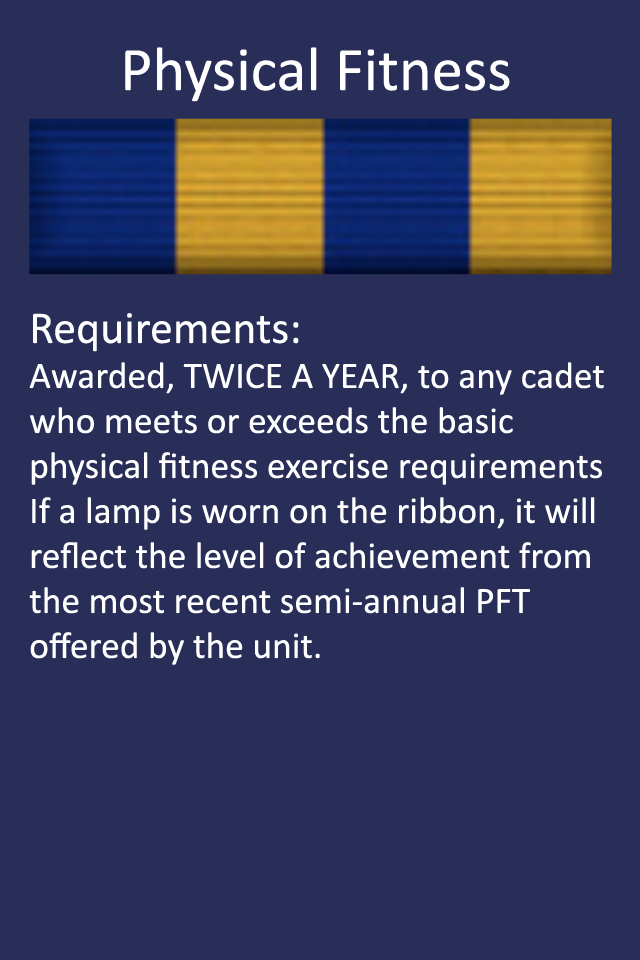 Physical Fitness
Requirements:
Awarded, TWICE A YEAR, to any cadet
who meets or exceeds the basic
physical fitness exercise requirements
If a lamp is worn on the ribbon, it will
reflect the level of achievement from
the most recent semi-annual PFT
offered by the unit.